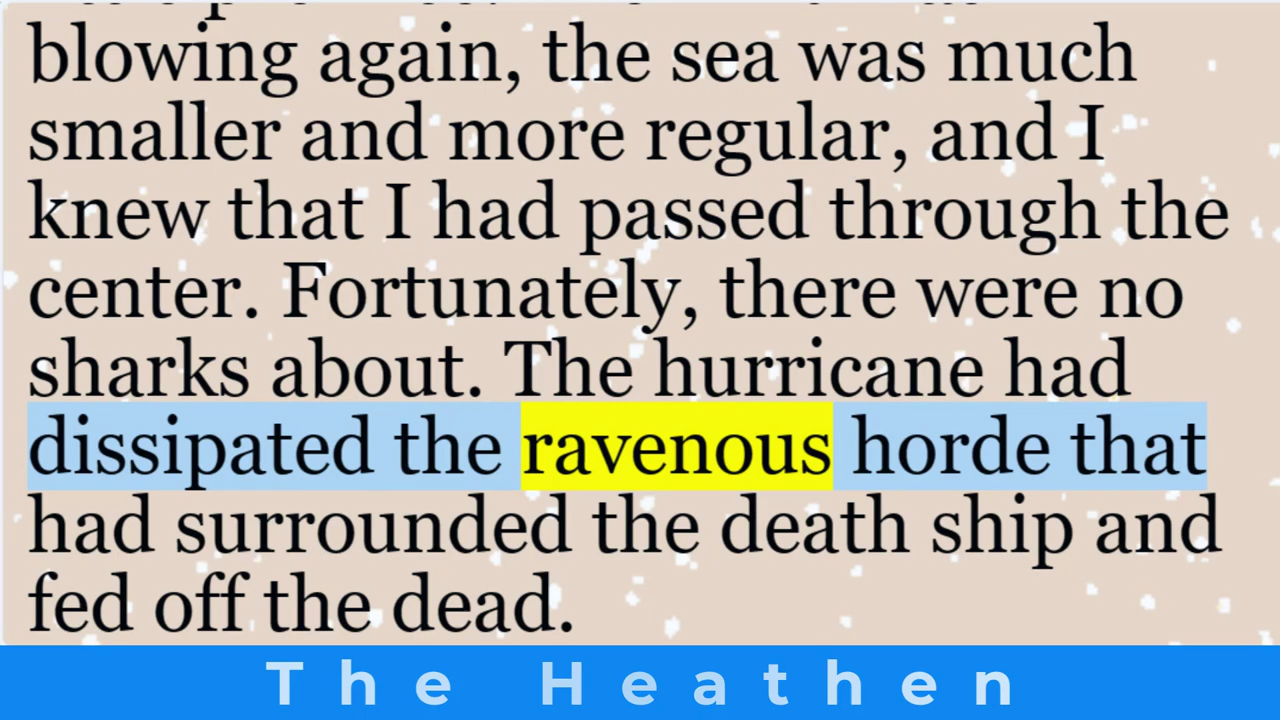 blowing again, the sea was much
smaller and more regular, and I
knew that I had passed through the
center. Fortunately, there were no
sharks about. The hurricane had
dissipated the ravenous horde that
had surrounded the death ship and
fed off the dead.
The Heathen